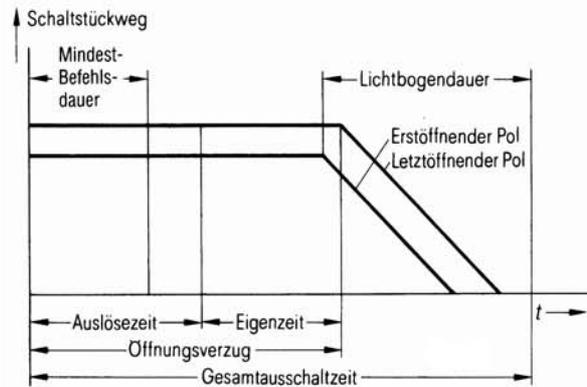 Schaltstückweg
Mindest-
Befehls-
dauer
Lichtbogendauer
Erstöffnender Pol
Letztöffnender Pol
t
Auslösezeit
Eigenzeit
Öffnungsverzug
Gesamtausschaltzeit